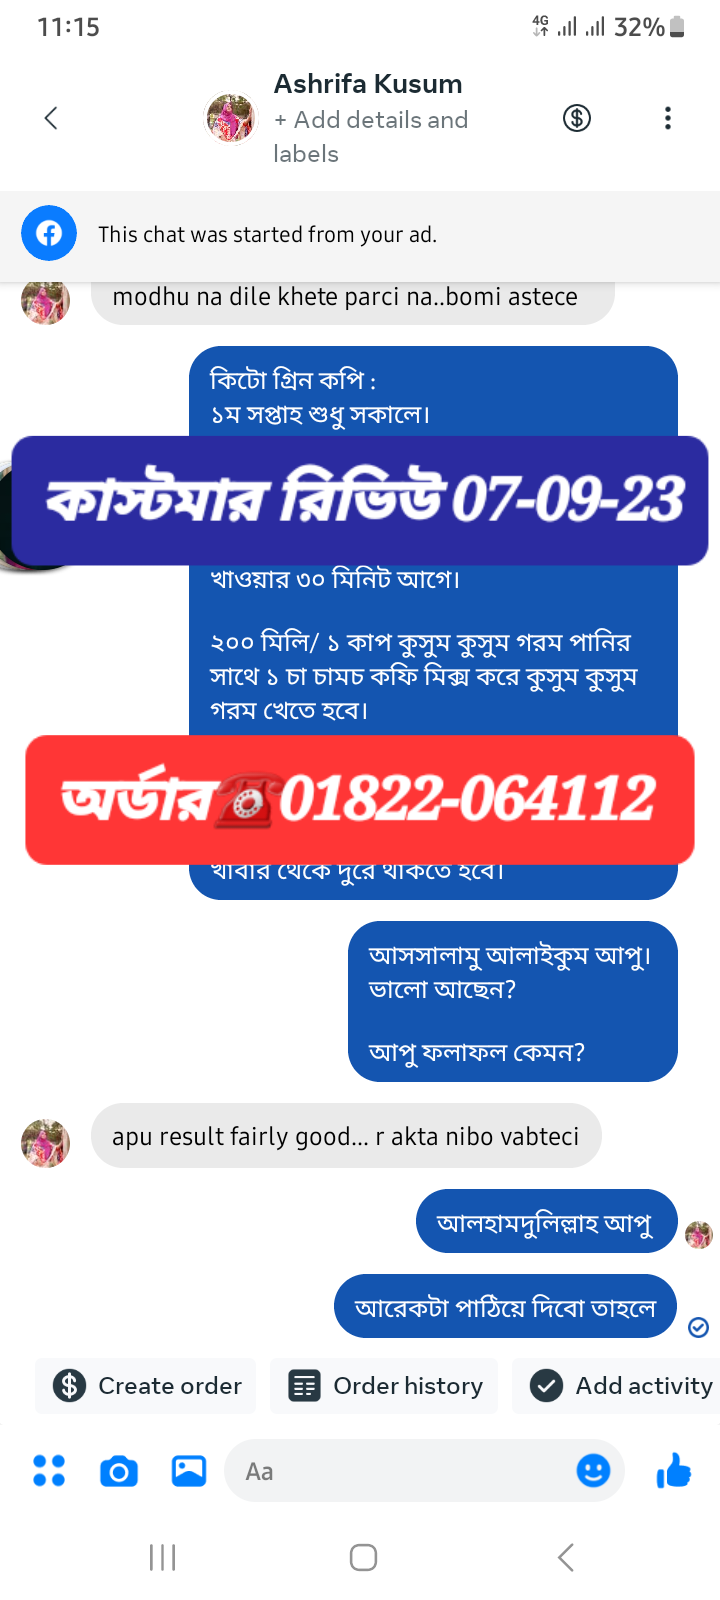 11:15
4G 32%
Ashrifa Kusum
+ Add details and
labels
This chat was started from your ad.
modhu na dile khete parci na..bomi astece
কিটো গ্রিন কপি :
১ম সপ্তাহ শুধু সকালে।
কাস্টমার রিভিউ 07-09-23
খাওয়ার ৩০ মিনিট আগে।
২০০ মিলি/ ১ কাপ কুসুম কুসুম গরম পানির
সাথে ১ চা চামচ কফি মিক্স করে কুসুম কুসুম
গরম খেতে হবে।
অর্ডার☎01822-064112
খাবার থেকে দুরে থাকতে হবে।
আসসালামু আলাইকুম আপু।
ভালো আছেন?
আপু ফলাফল কেমন?
apu result fairly good... r akta nibo vabteci
আলহামদুলিল্লাহ আপু
আরেকটা পাঠিয়ে দিবো তাহলে
Create order
Order history
Add activity
Aa